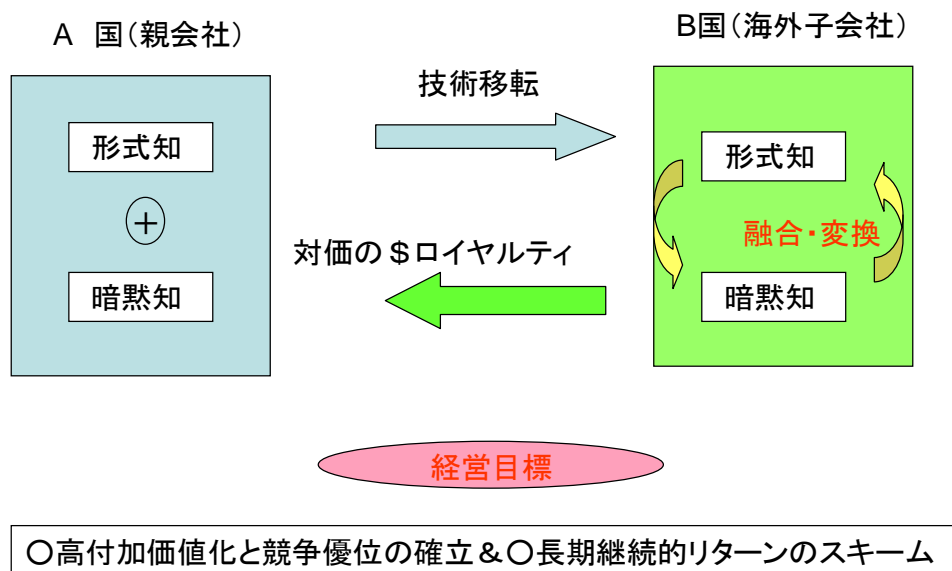 A 国(親会社)
B国(海外子会社)
技術移転
形式知
+
暗黙知
対価の$ロイヤルティ
形式知
融合・変換
暗黙知
経営目標
○高付加価値化と競争優位の確立&○長期継続的リターンのスキーム